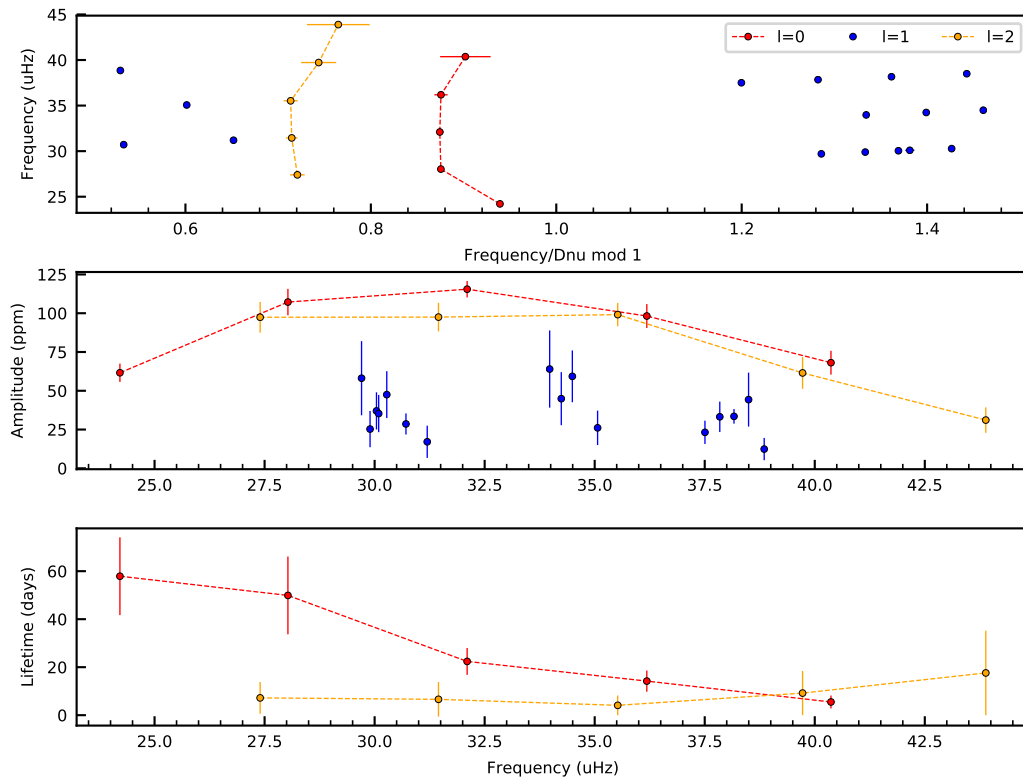 45
40
35
30
25
Frequency (uHz)
l=0 l=1 l=2
0.6 0.8 1.0 1.2 1.4
Frequency/Dnu mod 1
125
100
75
50
25
0
Amplitude (ppm)
25.0 27.5 30.0 32.5 35.0 37.5 40.0 42.5
60
40
20
0
Lifetime (days)
25.0 27.5 30.0 32.5 35.0 37.5 40.0 42.5
Frequency (uHz)